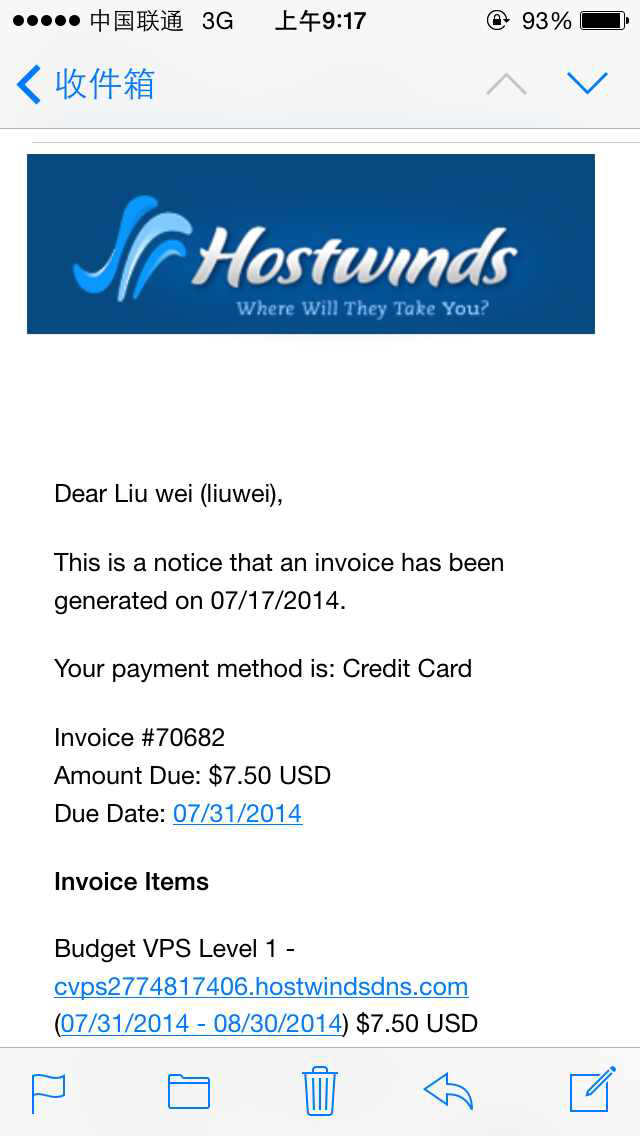 中国联通 3G 上午9:17 93%
收件箱
Hostwinds
Where Will They Take You?
Dear Liu wei (liuwei),
This is a notice that an invoice has been
generated on 07/17/2014.
Your payment method is: Credit Card
Invoice #70682
Amount Due: $7.50 USD
Due Date: 07/31/2014
Invoice Items
Budget VPS Level 1 -
cvps2774817406.hostwindsdns.com
(07/31/2014 - 08/30/2014) $7.50 USD